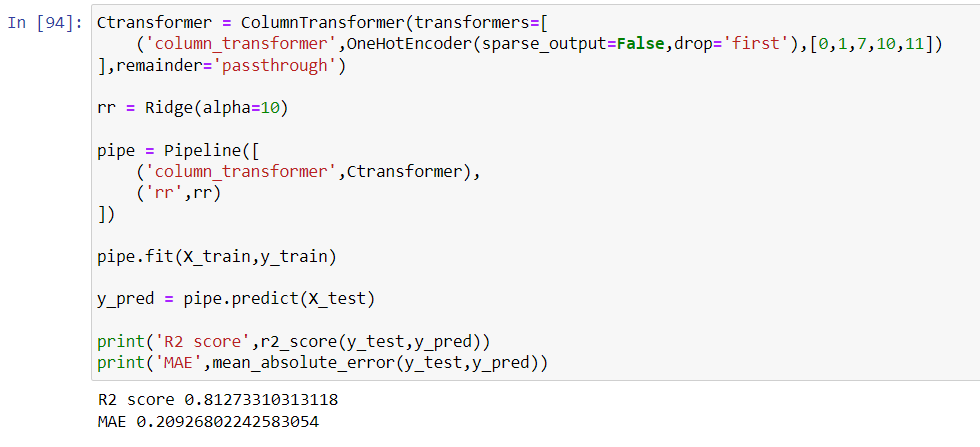 In [94]: Ctransformer = ColumnTransformer(transformers=[
    ('column_transformer',OneHotEncoder(sparse_output=False,drop='first'),[0,1,7,10,11])
],remainder='passthrough')
rr = Ridge(alpha=10)
pipe = Pipeline([
    ('column_transformer',Ctransformer),
    ('rr',rr)
])
pipe.fit(X_train,y_train)
y_pred = pipe.predict(X_test)
print('R2 score',r2_score(y_test,y_pred))
print('MAE',mean_absolute_error(y_test,y_pred))
R2 score 0.81273310313118
MAE 0.20926802242583054